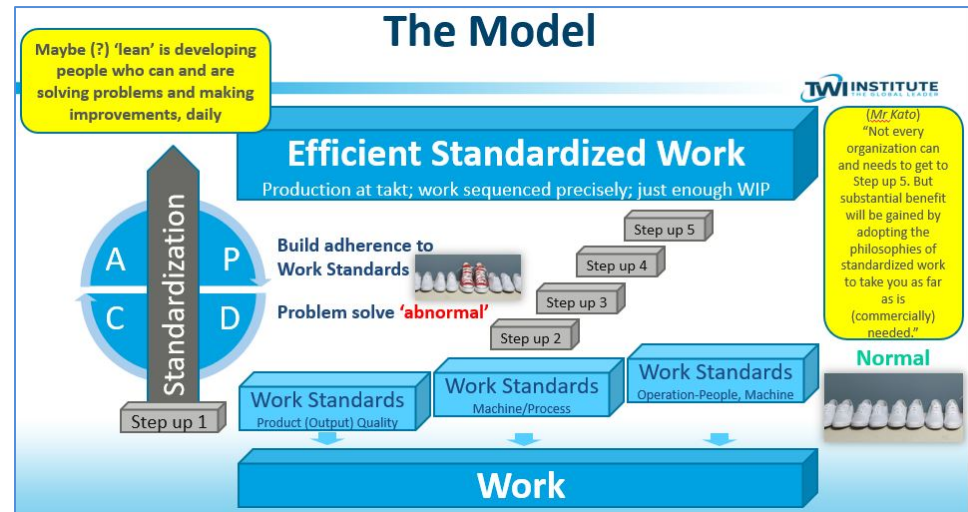 The Model
Maybe (?) ‘lean’ is developing
people who can and are
solving problems and making
improvements, daily
TWI INSTITUTE
THE GLOBAL LEADER
Efficient Standardized Work
Production at takt; work sequenced precisely; just enough WIP
(Mr Kato)
“Not every
organization can
and needs to get to
Step up 5. But
substantial benefit
will be gained by
adopting the
philosophies of
standardized work
to take you as far
as is
(commercially)
needed.”
Standardization
A
P
C
D
Build adherence to
Work Standards
Problem solve ‘abnormal’
Step up 5
Step up 4
Step up 3
Step up 2
Step up 1
Normal
Work Standards
Product (Output) Quality
Work Standards
Machine/Process
Work Standards
Operation-People, Machine
Work